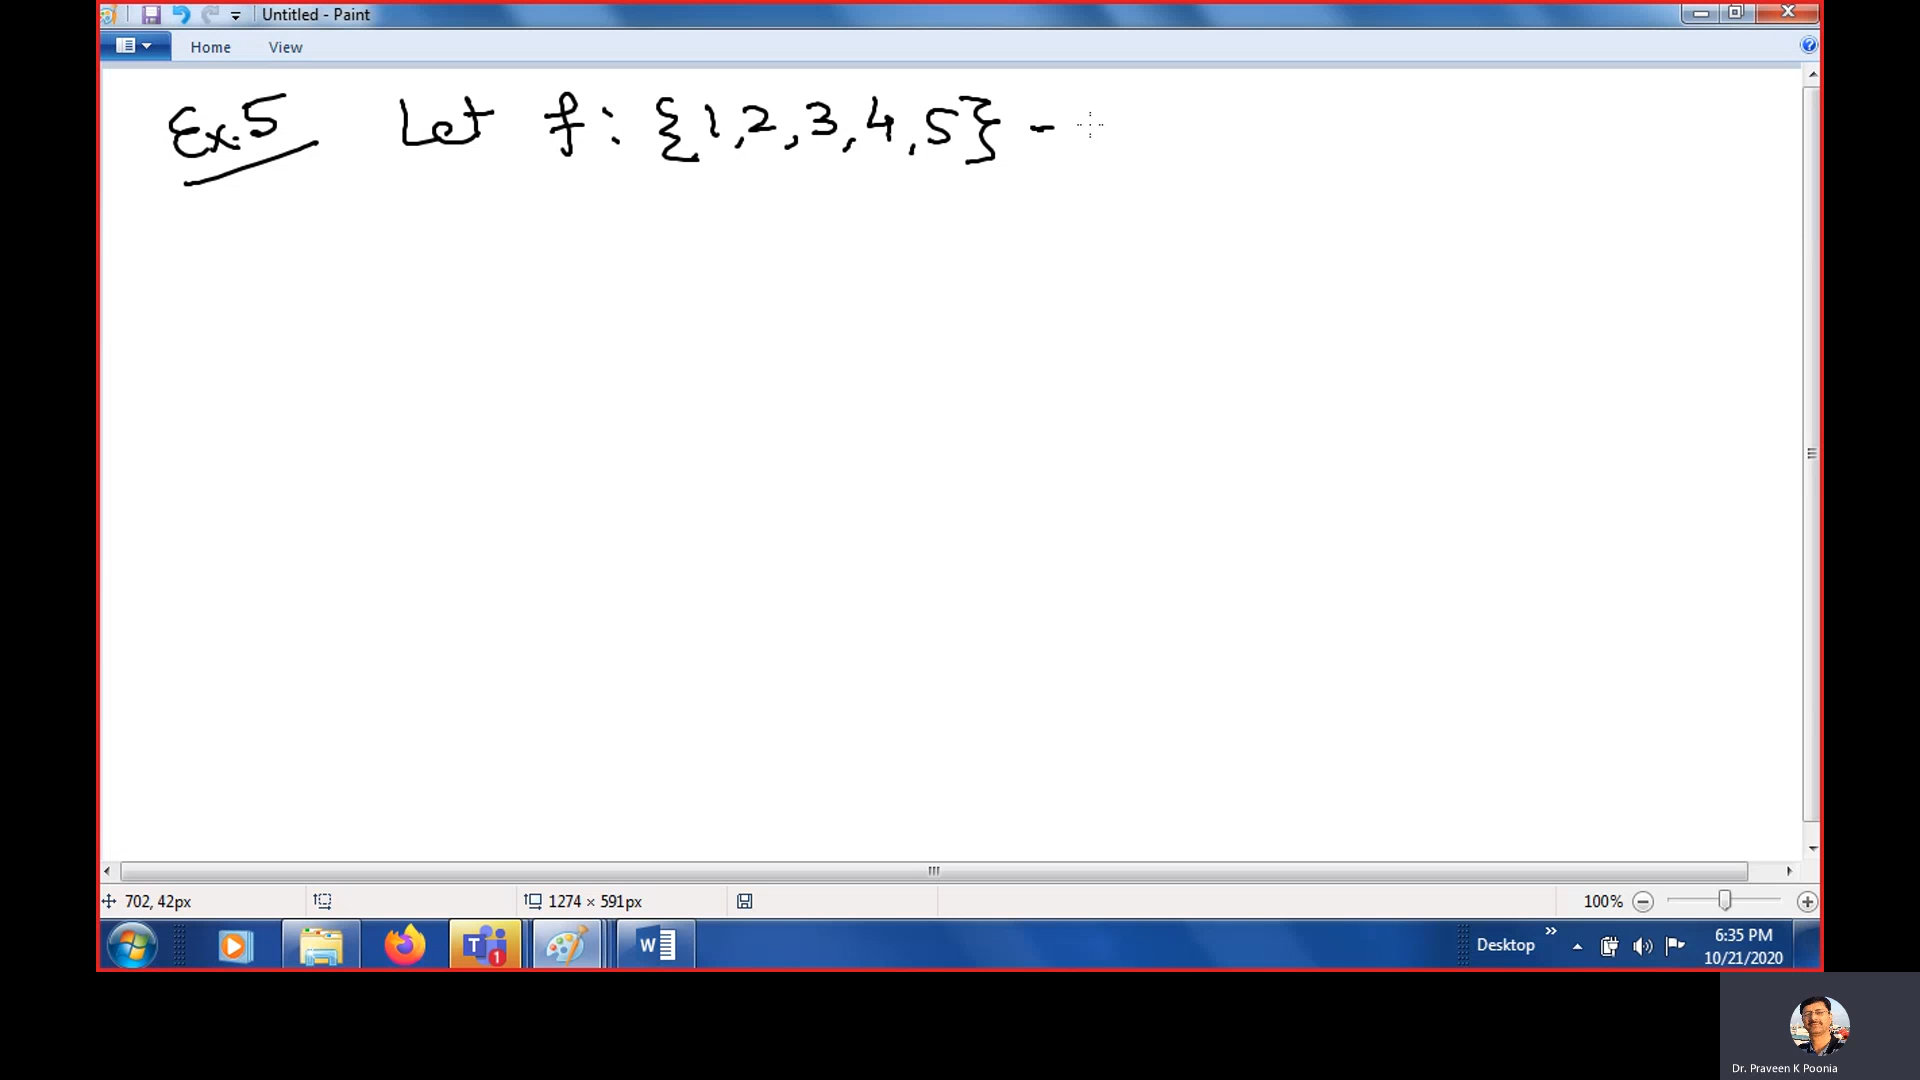 Untitled - Paint
Home View
Ex.5 Let f: {1,2,3,4,5} -
702, 42px 1274 × 591px 100%
T 1 W Desktop 6:35 PM
10/21/2020
Dr. Praveen K Poonia